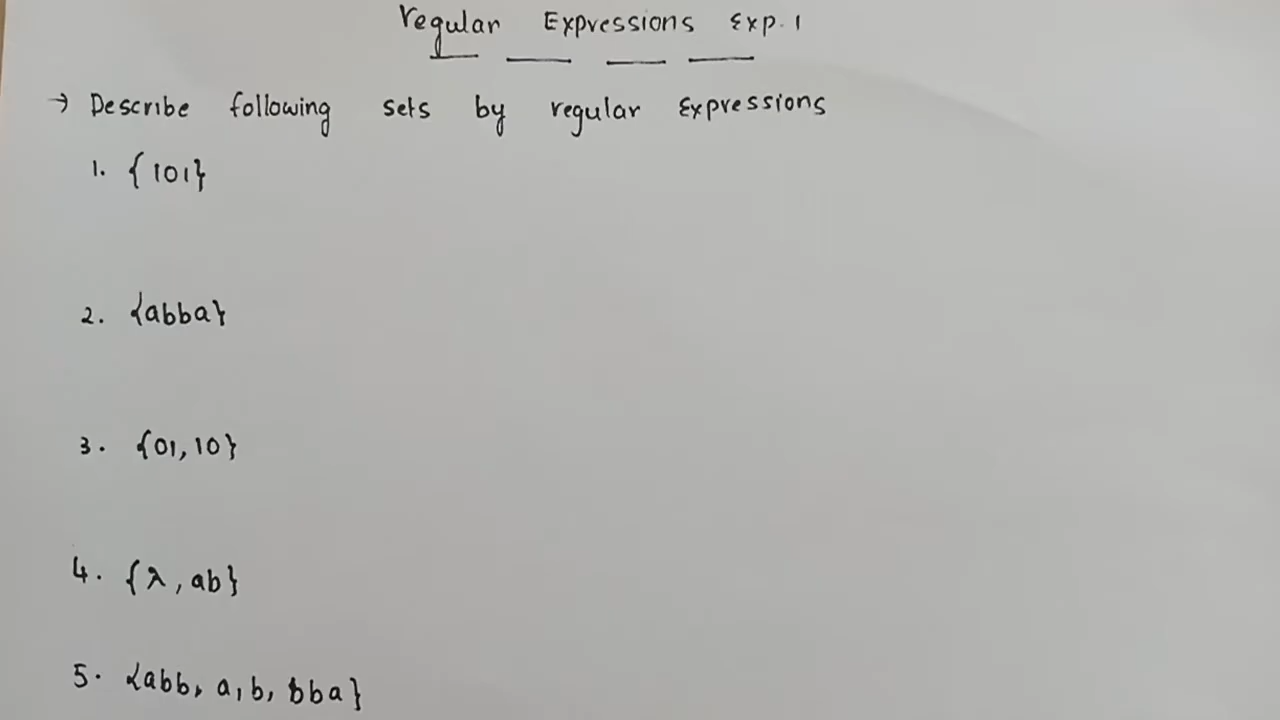 Regular Expressions Exp. 1
→ Describe following sets by regular Expressions
1. {101}
2. {abba}
3. {01, 10}
4. {λ, ab}
5. {abb, a, b, bba}